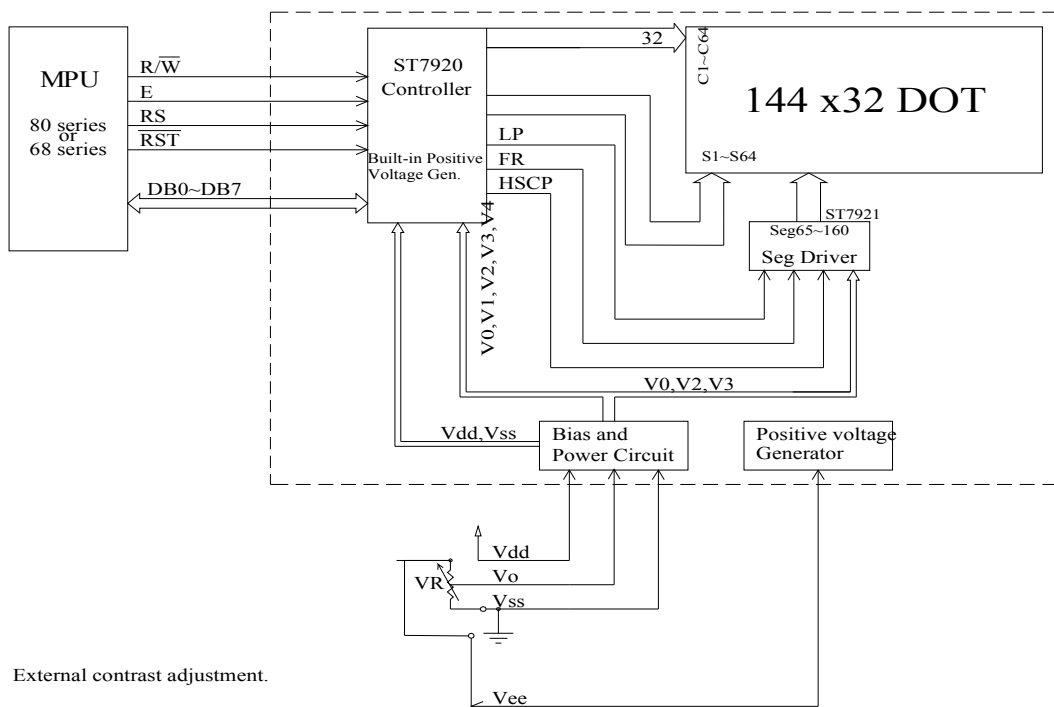 MPU
80 series
or
68 series
R/W̅
E
RS
R̅S̅T̅
DB0~DB7
ST7920
Controller
Built-in Positive
Voltage Gen.
32
LP
FR
HSCP
C1~C64
144 x32 DOT
S1~S64
ST7921
Seg65~160
Seg Driver
V0,V1,V2,V3,V4
V0,V2,V3
Vdd,Vss
Bias and
Power Circuit
Positive voltage
Generator
Vdd
VR
Vo
Vss
External contrast adjustment.
Vee